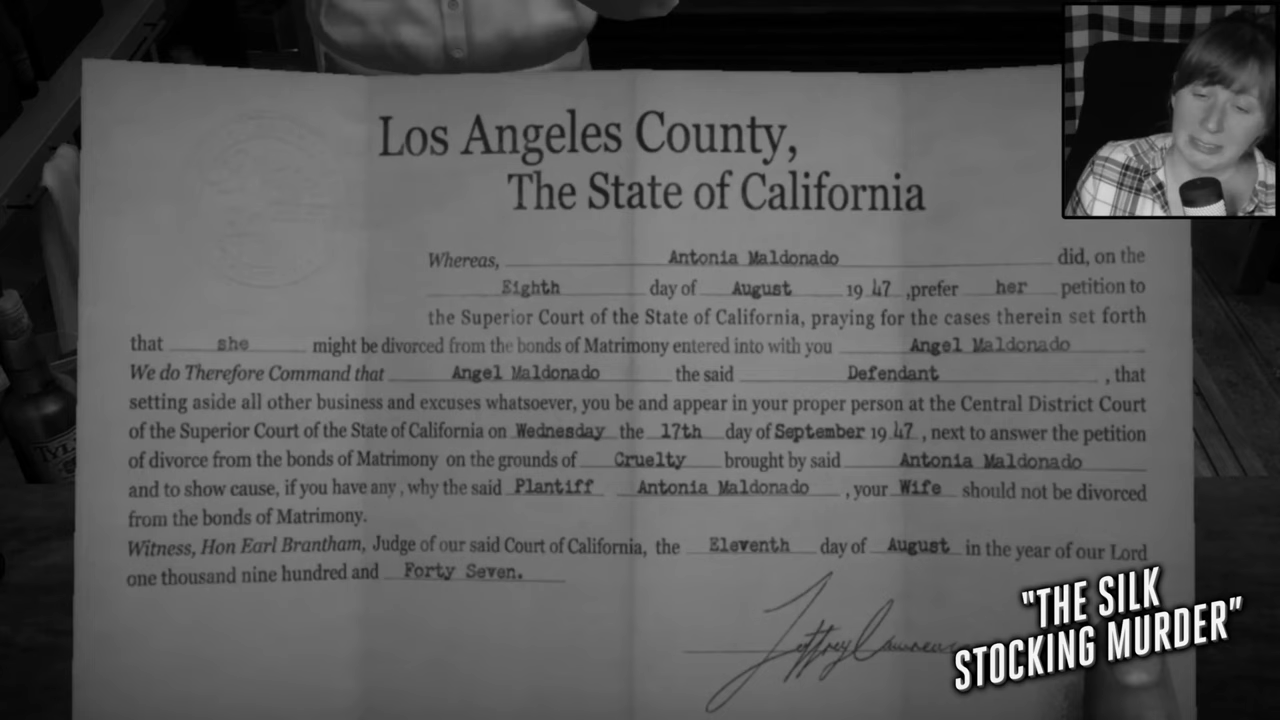 Los Angeles County,
The State of California
Whereas, Antonia Maldonado did, on the
Eighth day of August 19 47 ,prefer her petition to
the Superior Court of the State of California, praying for the cases therein set forth
that she might be divorced from the bonds of Matrimony entered into with you Angel Maldonado
We do Therefore Command that Angel Maldonado the said Defendant , that
setting aside all other business and excuses whatsoever, you be and appear in your proper person at the Central District Court
of the Superior Court of the State of California on Wednesday the 17th day of September 19 47 , next to answer the petition
of divorce from the bonds of Matrimony on the grounds of Cruelty brought by said Antonia Maldonado
and to show cause, if you have any , why the said Plantiff Antonia Maldonado , your Wife should not be divorced
from the bonds of Matrimony.
Witness, Hon Earl Brantham, Judge of our said Court of California, the Eleventh day of August in the year of our Lord
one thousand nine hundred and Forty Seven.
Jeffrey
"THE SILK
STOCKING MURDER"